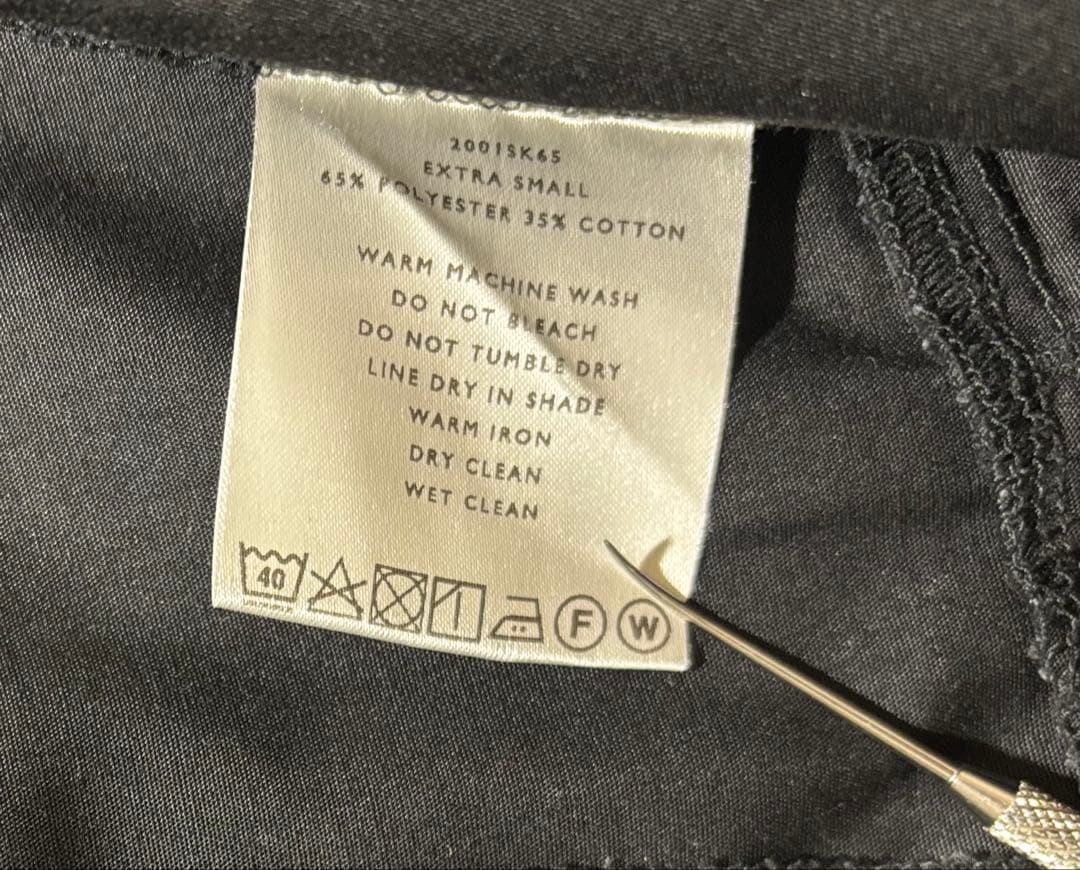 2001SK65
EXTRA SMALL
65% POLYESTER 35% COTTON
WARM MACHINE WASH
DO NOT BLEACH
DO NOT TUMBLE DRY
LINE DRY IN SHADE
WARM IRON
DRY CLEAN
WET CLEAN
40 F W